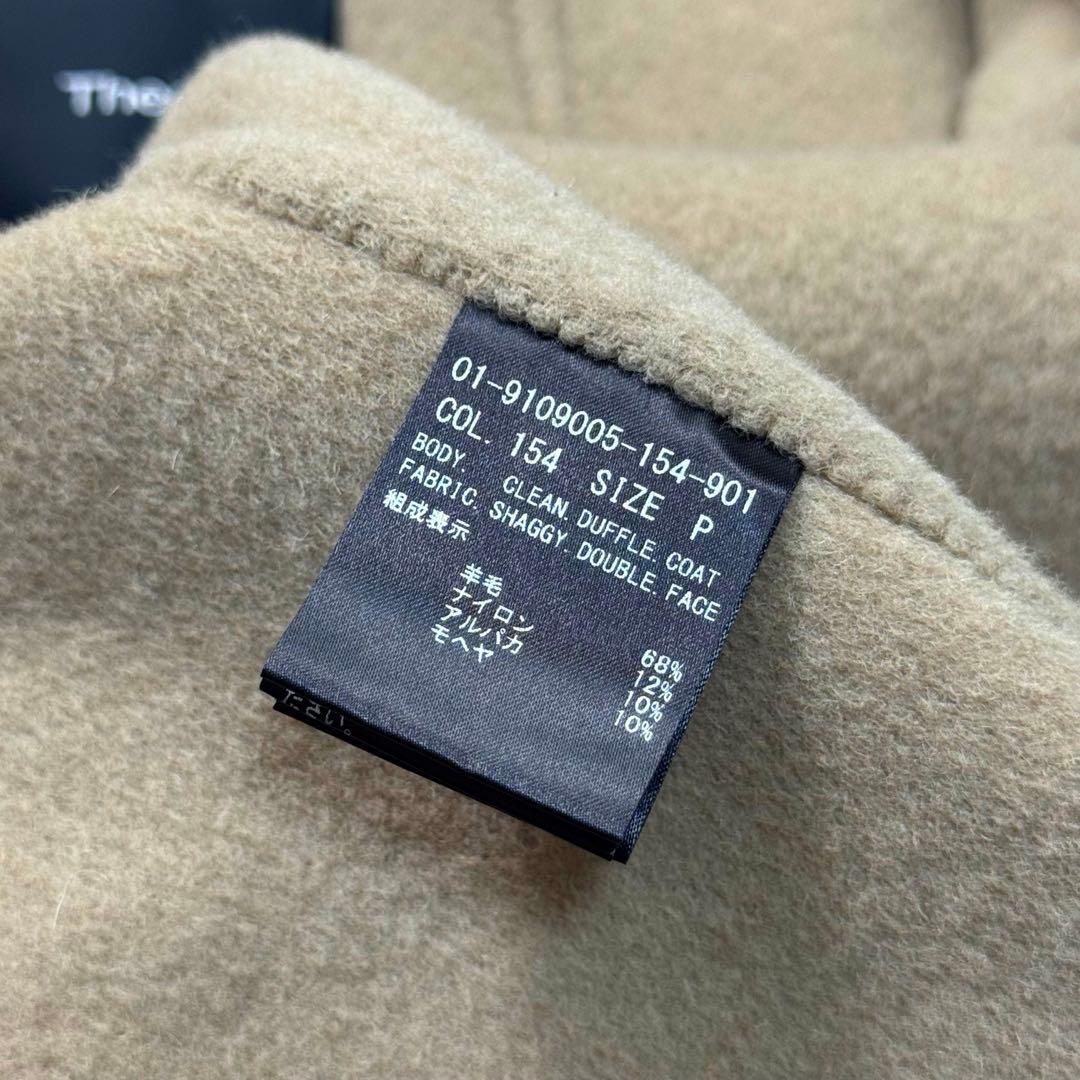 01-9109005-154-901
COL. 154 SIZE P
BODY. CLEAN.DUFFLE.COAT
FABRIC. SHAGGY.DOUBLE.FACE
組成表示
羊毛 68%
ナイロン 12%
アルパカ 10%
モヘヤ 10%
ださい。